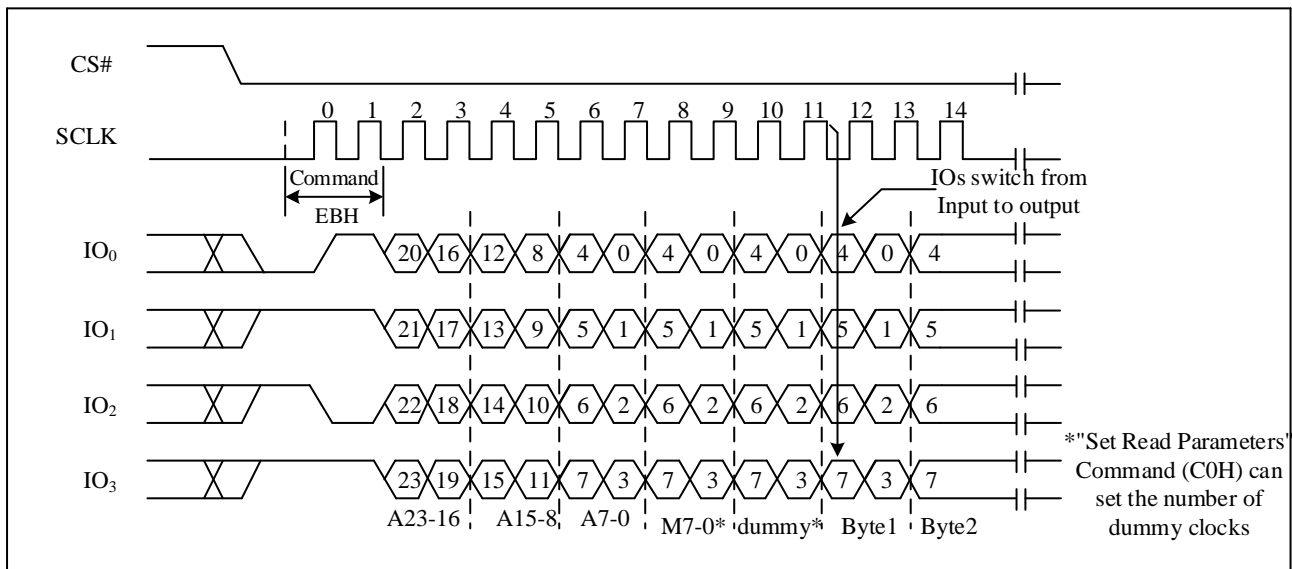 CS#
0 1 2 3 4 5 6 7 8 9 10 11 12 13 14
SCLK
Command
EBH
IOs switch from
Input to output
IO0 20 16 12 8 4 0 4 0 4 0 4 0 4
IO1 21 17 13 9 5 1 5 1 5 1 5 1 5
IO2 22 18 14 10 6 2 6 2 6 2 6 2 6
IO3 23 19 15 11 7 3 7 3 7 3 7 3 7
A23-16 A15-8 A7-0 M7-0* dummy* Byte1 Byte2
*"Set Read Parameters"
Command (C0H) can
set the number of
dummy clocks